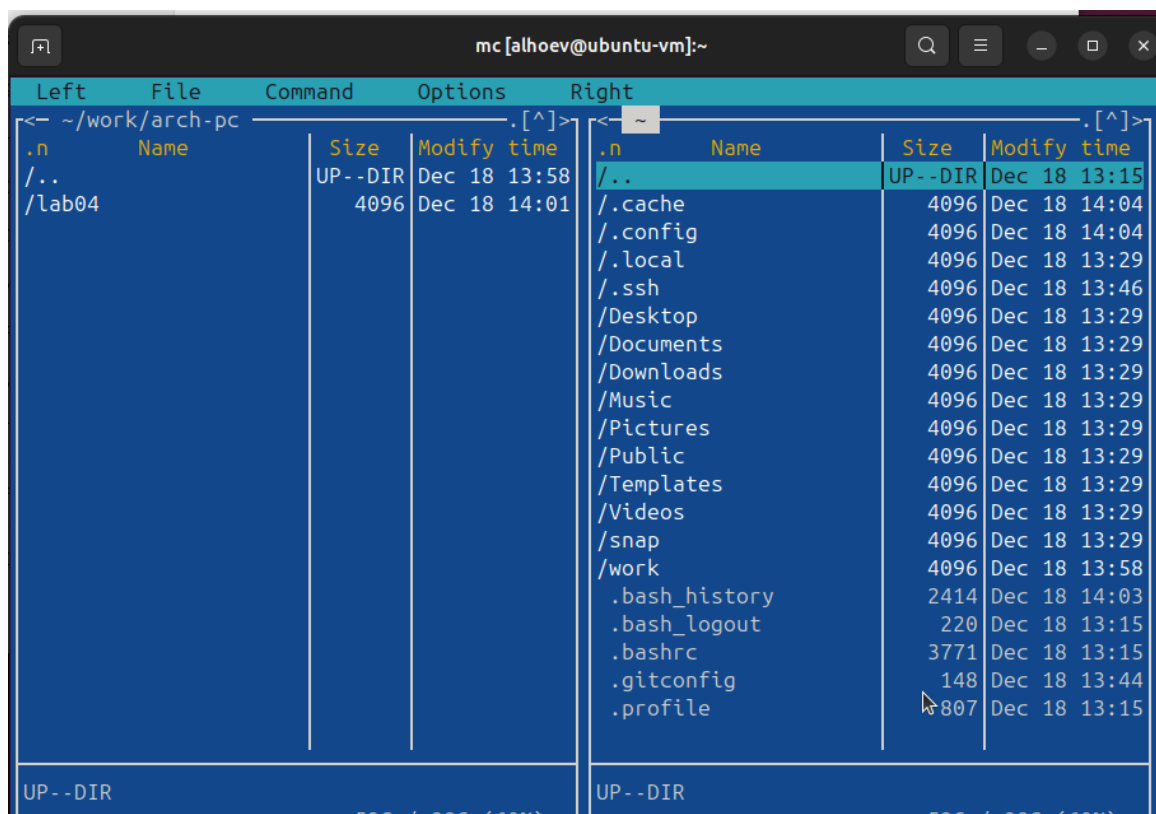 mc [alhoev@ubuntu-vm]:~
Left File Command Options Right
<— ~/work/arch-pc .[^]>
.n Name Size Modify time
/.. UP--DIR Dec 18 13:58
/lab04 4096 Dec 18 14:01
UP--DIR
<— ~ .[^]>
.n Name Size Modify time
/.. UP--DIR Dec 18 13:15
/.cache 4096 Dec 18 14:04
/.config 4096 Dec 18 14:04
/.local 4096 Dec 18 13:29
/.ssh 4096 Dec 18 13:46
/Desktop 4096 Dec 18 13:29
/Documents 4096 Dec 18 13:29
/Downloads 4096 Dec 18 13:29
/Music 4096 Dec 18 13:29
/Pictures 4096 Dec 18 13:29
/Public 4096 Dec 18 13:29
/Templates 4096 Dec 18 13:29
/Videos 4096 Dec 18 13:29
/snap 4096 Dec 18 13:29
/work 4096 Dec 18 13:58
.bash_history 2414 Dec 18 14:03
.bash_logout 220 Dec 18 13:15
.bashrc 3771 Dec 18 13:15
.gitconfig 148 Dec 18 13:44
.profile 807 Dec 18 13:15
UP--DIR